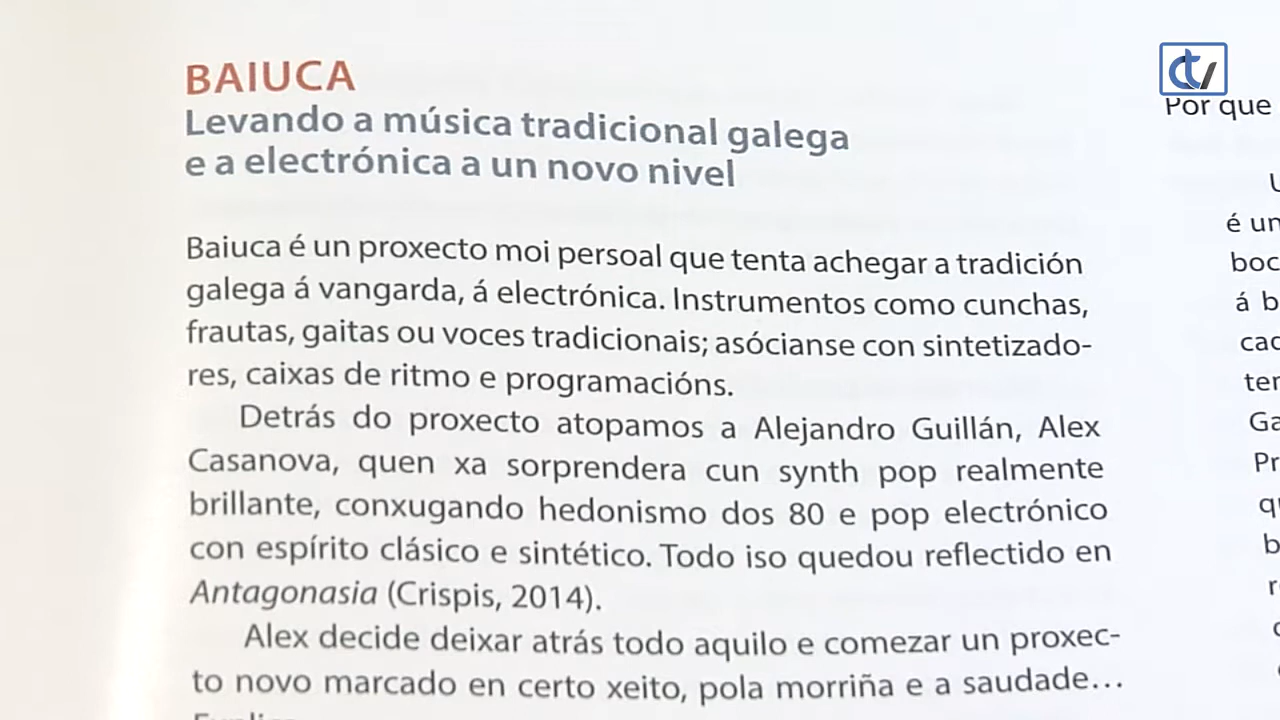 BAIUCA
Levando a música tradicional galega
e a electrónica a un novo nivel
Baiuca é un proxecto moi persoal que tenta achegar a tradición
galega á vangarda, á electrónica. Instrumentos como cunchas,
frautas, gaitas ou voces tradicionais; asócianse con sintetizado-
res, caixas de ritmo e programacións.
Detrás do proxecto atopamos a Alejandro Guillán, Alex
Casanova, quen xa sorprendera cun synth pop realmente
brillante, conxugando hedonismo dos 80 e pop electrónico
con espírito clásico e sintético. Todo iso quedou reflectido en
Antagonasia (Crispis, 2014).
Alex decide deixar atrás todo aquilo e comezar un proxec-
to novo marcado en certo xeito, pola morriña e a saudade...
Por que
é un
á